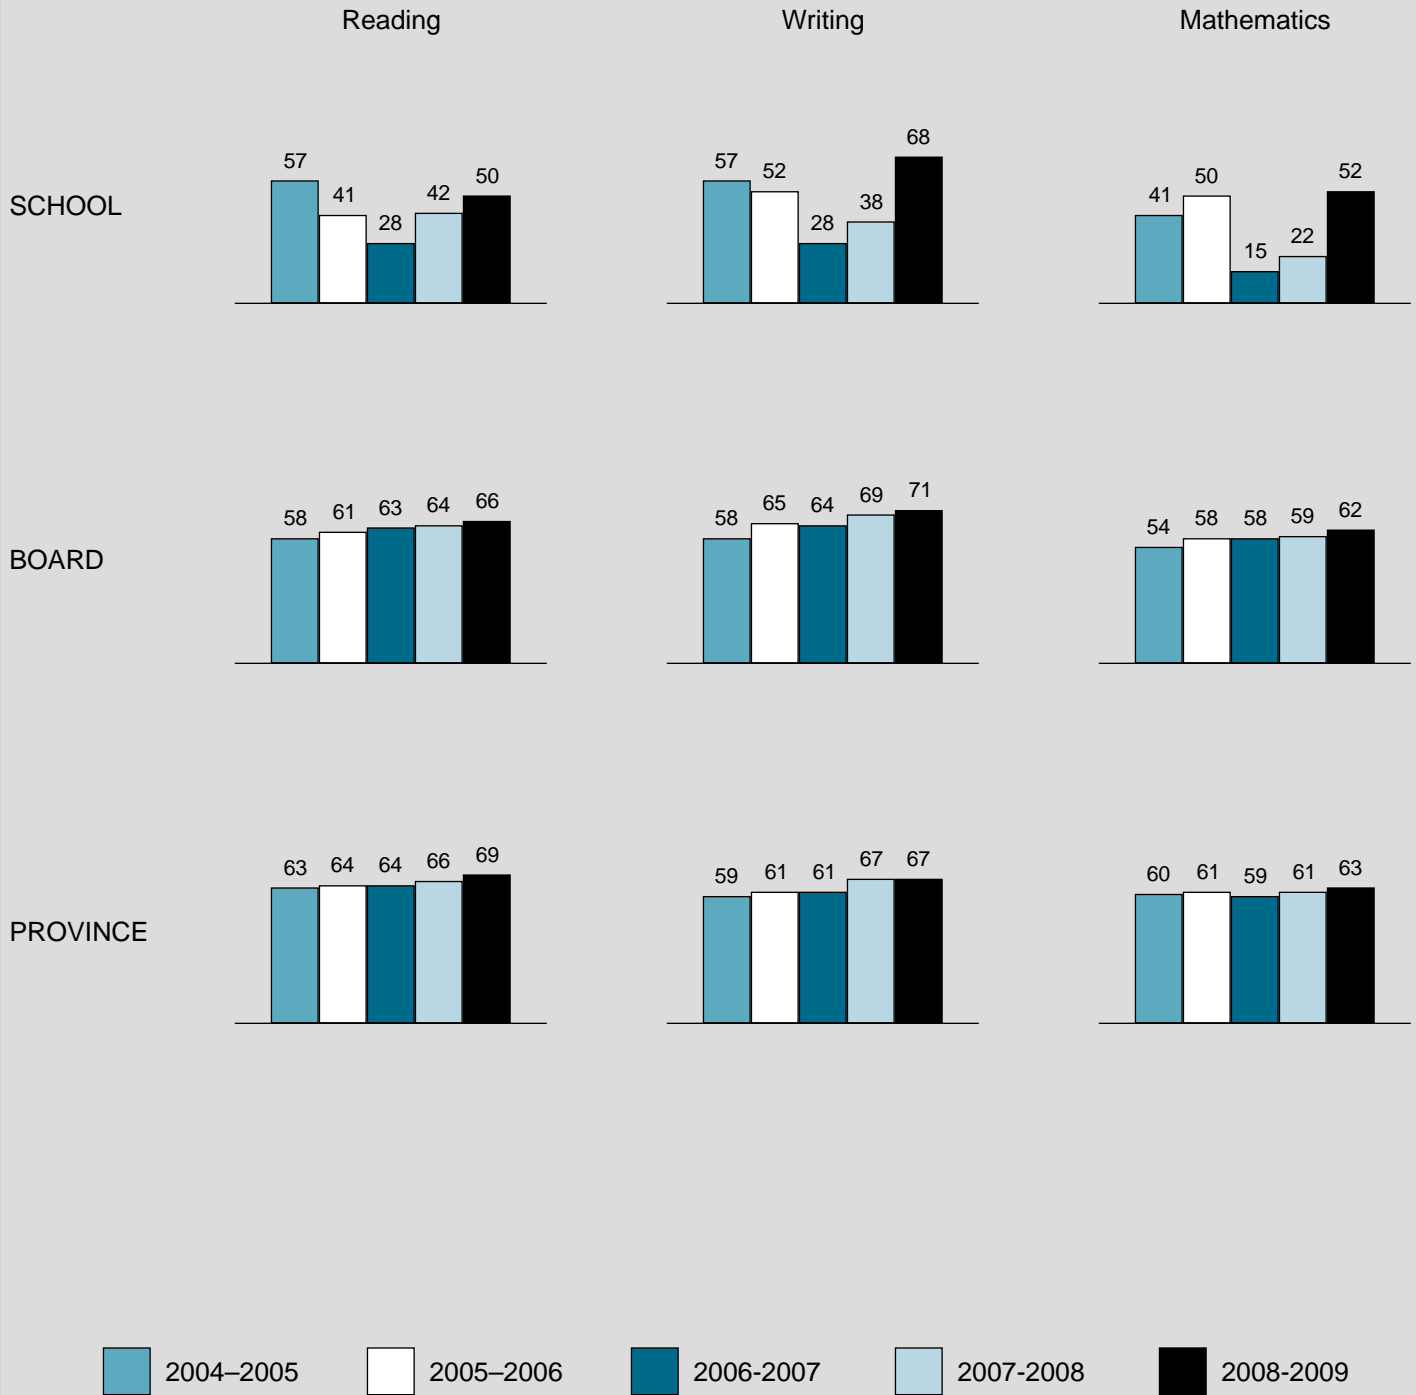 Reading Writing Mathematics
SCHOOL
57 41 28 42 50
57 52 28 38 68
41 50 15 22 52
BOARD
58 61 63 64 66
58 65 64 69 71
54 58 58 59 62
PROVINCE
63 64 64 66 69
59 61 61 67 67
60 61 59 61 63
2004–2005 2005–2006 2006-2007 2007-2008 2008-2009